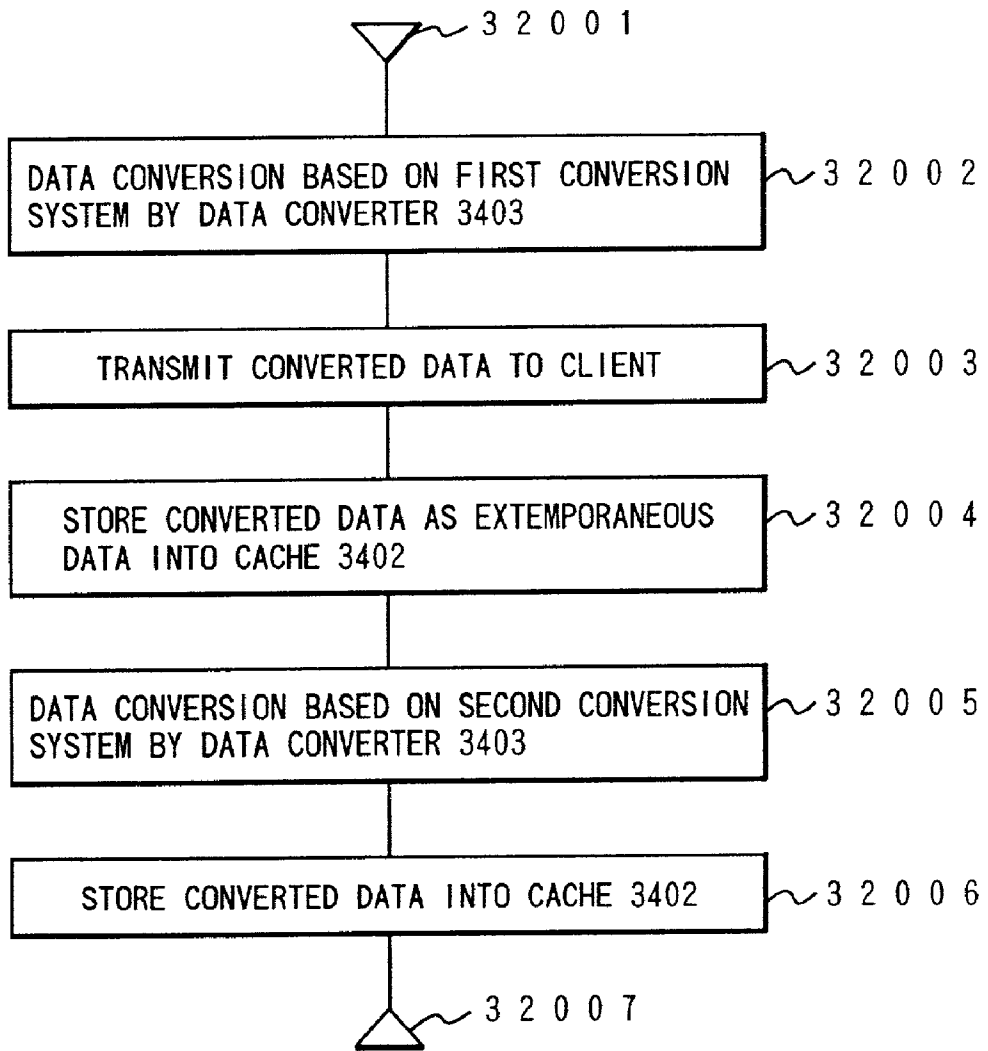 32001
DATA CONVERSION BASED ON FIRST CONVERSION
SYSTEM BY DATA CONVERTER 3403
32002
TRANSMIT CONVERTED DATA TO CLIENT
32003
STORE CONVERTED DATA AS EXTEMPORANEOUS
DATA INTO CACHE 3402
32004
DATA CONVERSION BASED ON SECOND CONVERSION
SYSTEM BY DATA CONVERTER 3403
32005
STORE CONVERTED DATA INTO CACHE 3402
32006
32007